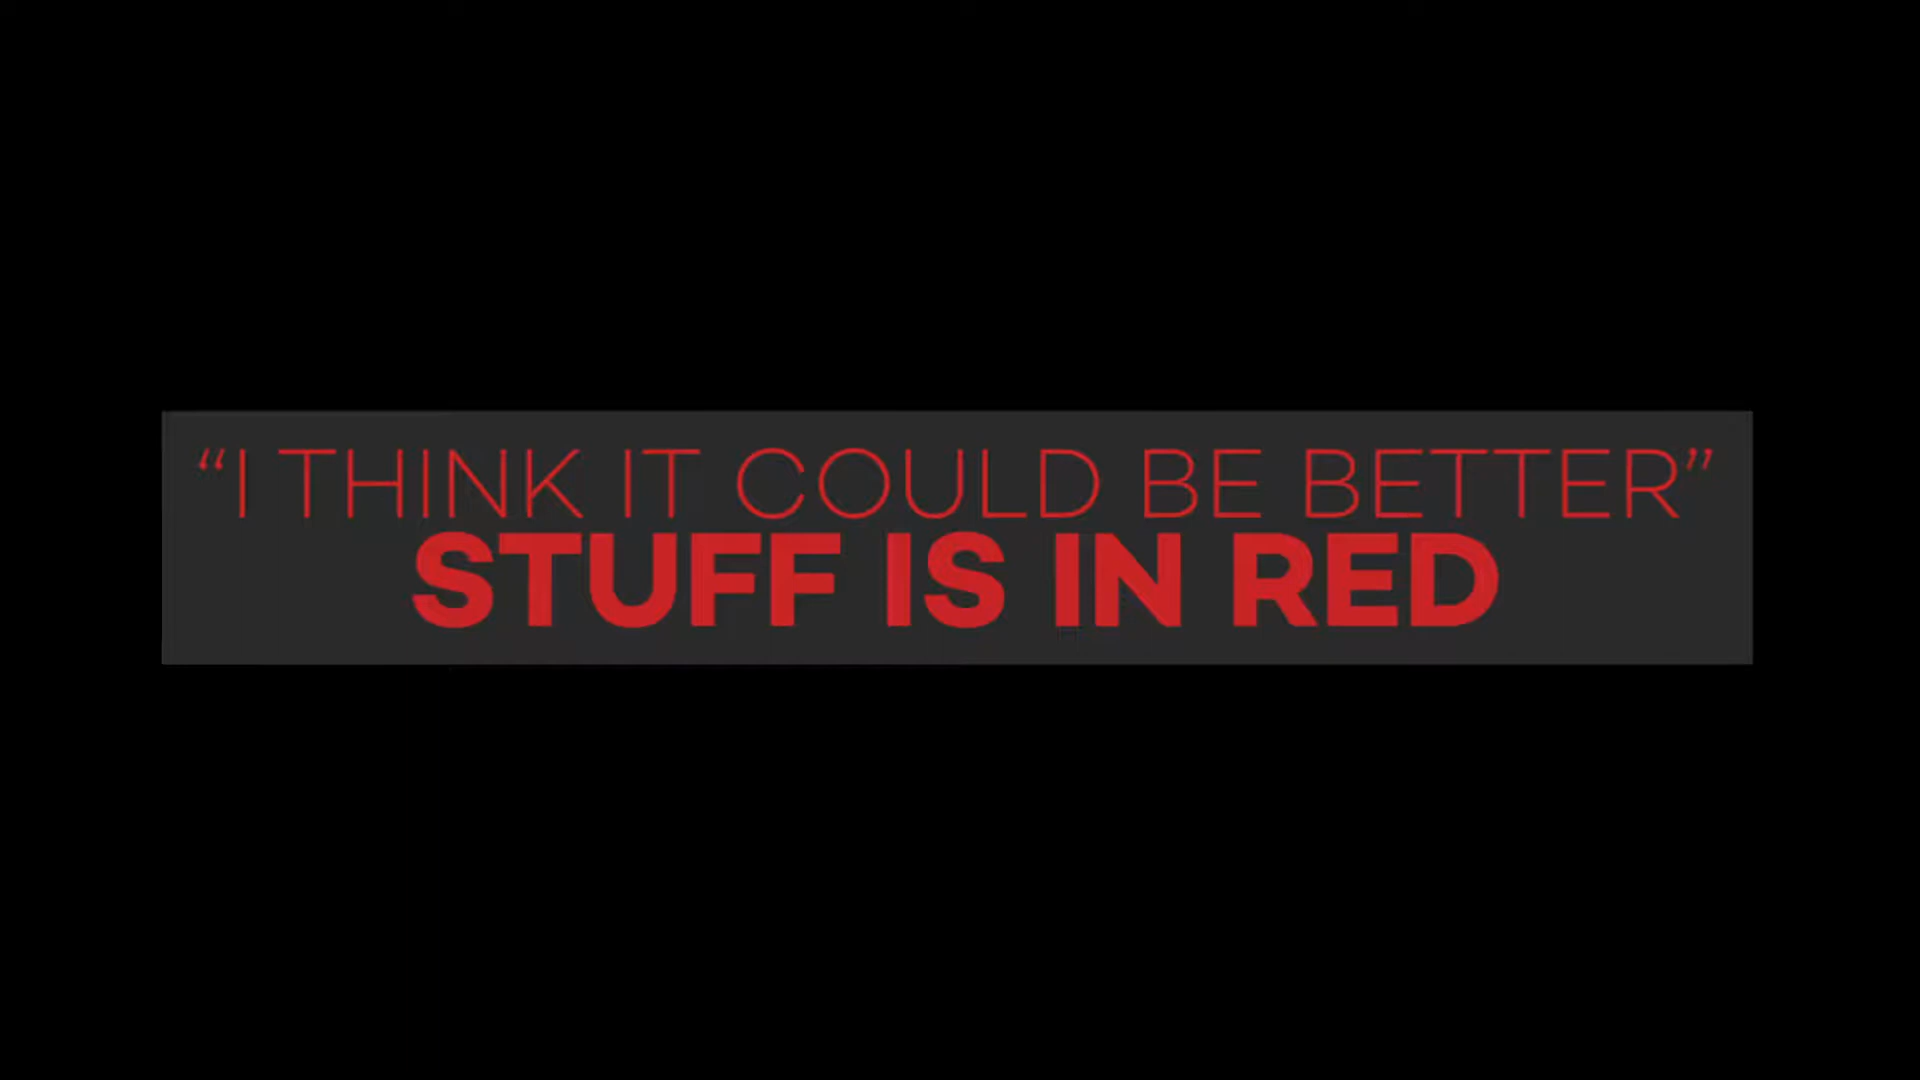 “I THINK IT COULD BE BETTER”
STUFF IS IN RED